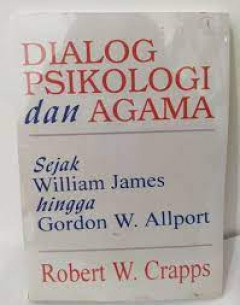 DIALOG
PSIKOLOGI
dan AGAMA
Sejak
William James
hingga
Gordon W. Allport
Robert W. Crapps